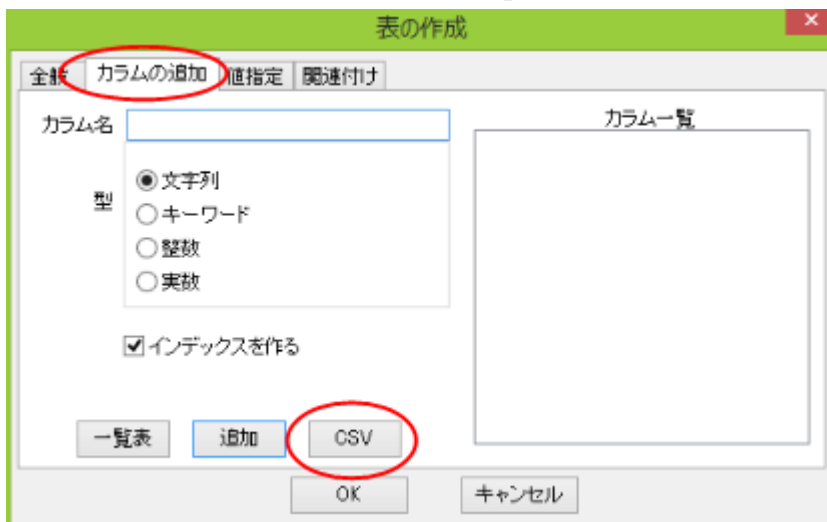 表の作成
全般 カラムの追加 値指定 関連付け
カラム名
カラム一覧
型
文字列
キーワード
整数
実数
インデックスを作る
一覧表 追加 CSV
OK キャンセル